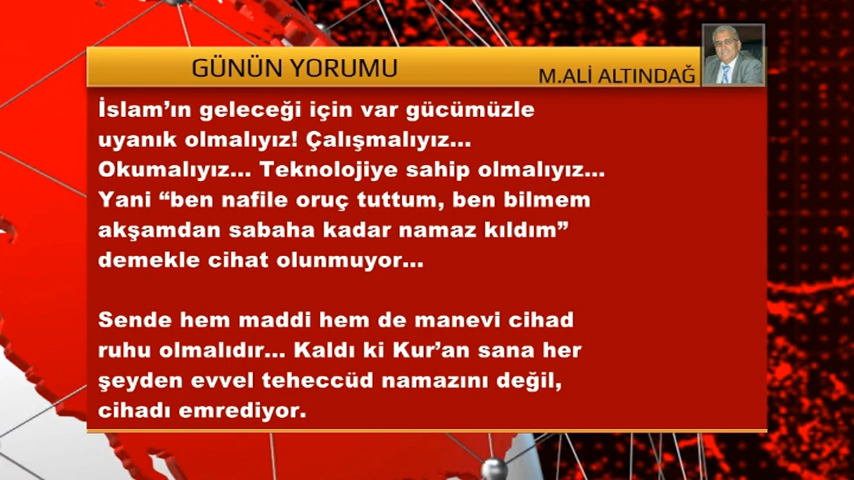 GÜNÜN YORUMU
M.ALİ ALTINDAĞ
İslam’ın geleceği için var gücümüzle
uyanık olmalıyız! Çalışmalıyız...
Okumalıyız... Teknolojiye sahip olmalıyız...
Yani “ben nafile oruç tuttum, ben bilmem
akşamdan sabaha kadar namaz kıldım”
demekle cihat olunmuyor...
Sende hem maddi hem de manevi cihad
ruhu olmalıdır... Kaldı ki Kur’an sana her
şeyden evvel teheccüd namazını değil,
cihadı emrediyor.